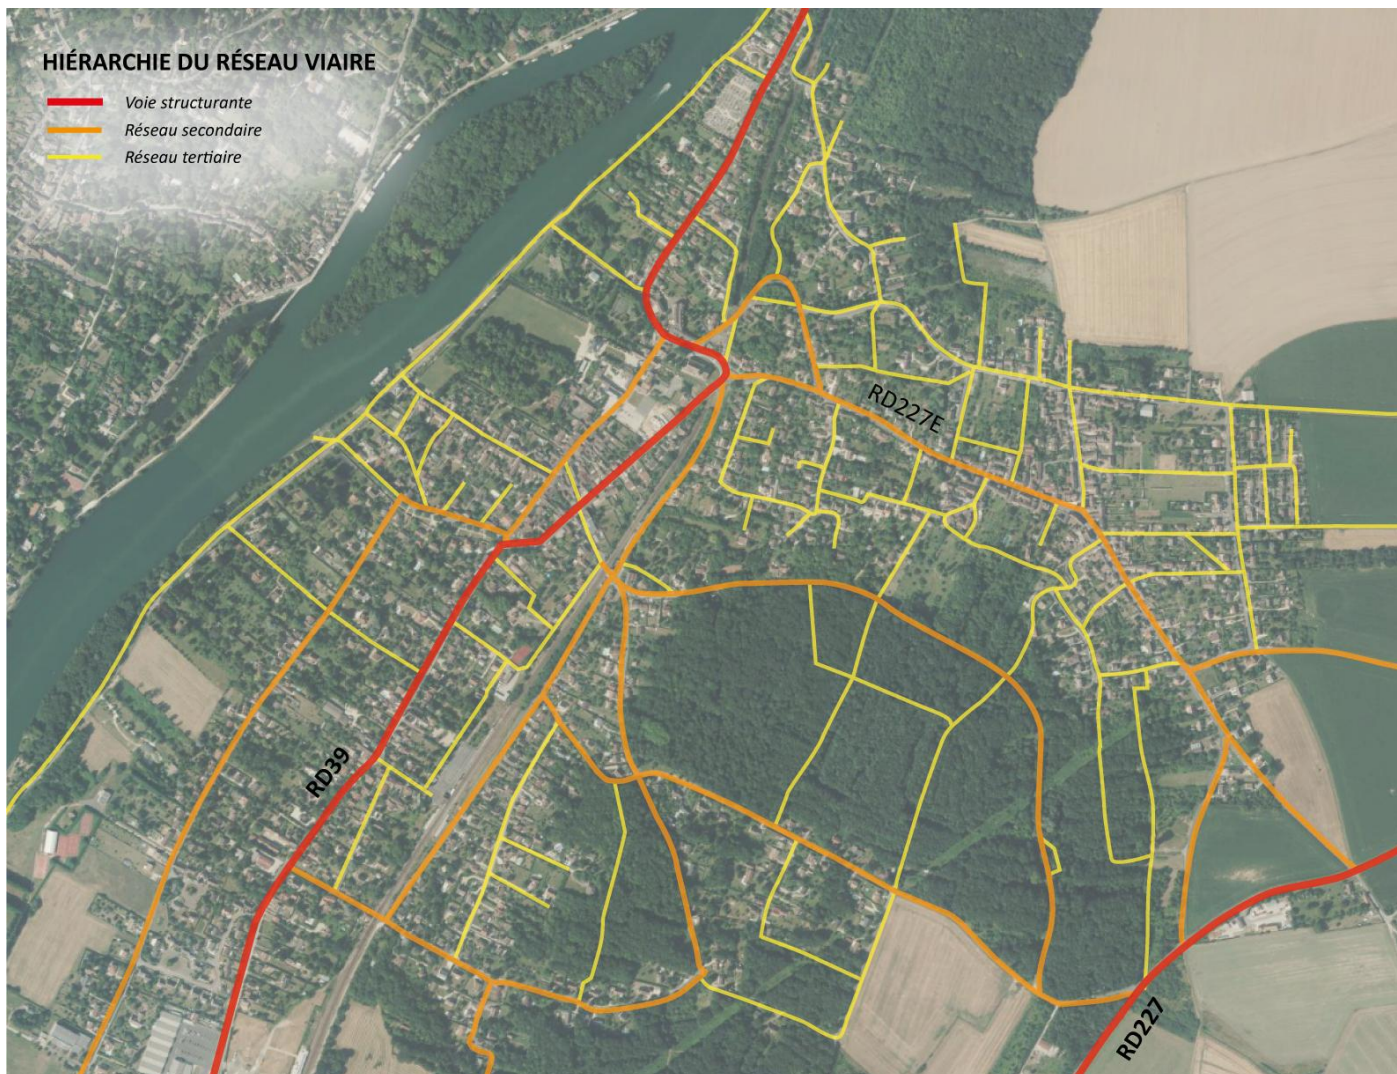 HIÉRARCHIE DU RÉSEAU VIAIRE
Voie structurante
Réseau secondaire
Réseau tertiaire
RD227E
RD39
RD227